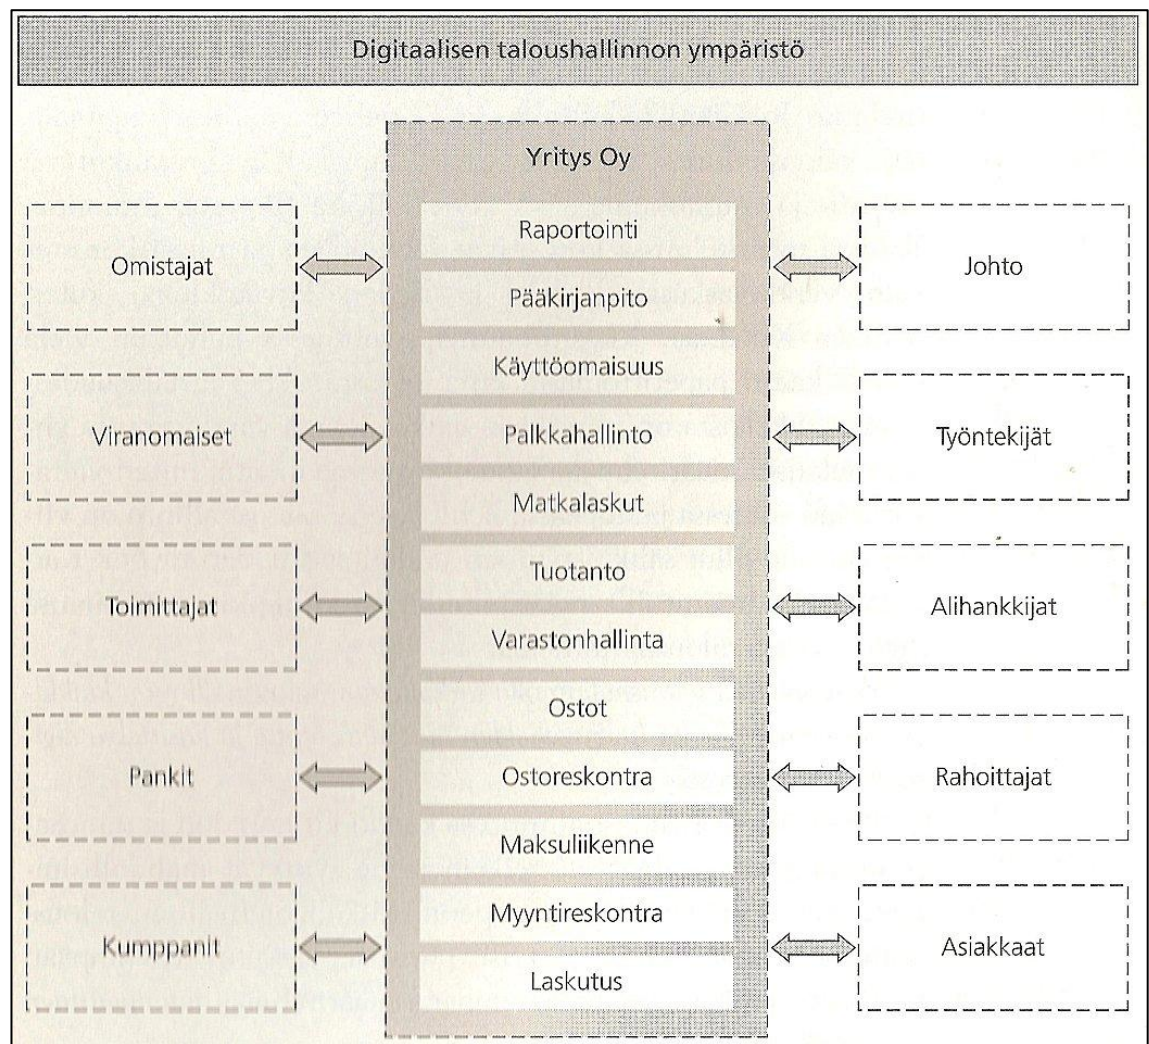 Digitaalisen taloushallinnon ympäristö
Yritys Oy
Omistajat
Viranomaiset
Toimittajat
Pankit
Kumppanit
Raportointi
Pääkirjanpito
Käyttöomaisuus
Palkkahallinto
Matkalaskut
Tuotanto
Varastonhallinta
Ostot
Ostoreskontra
Maksuliikenne
Myyntireskontra
Laskutus
Johto
Työntekijät
Alihankkijat
Rahoittajat
Asiakkaat